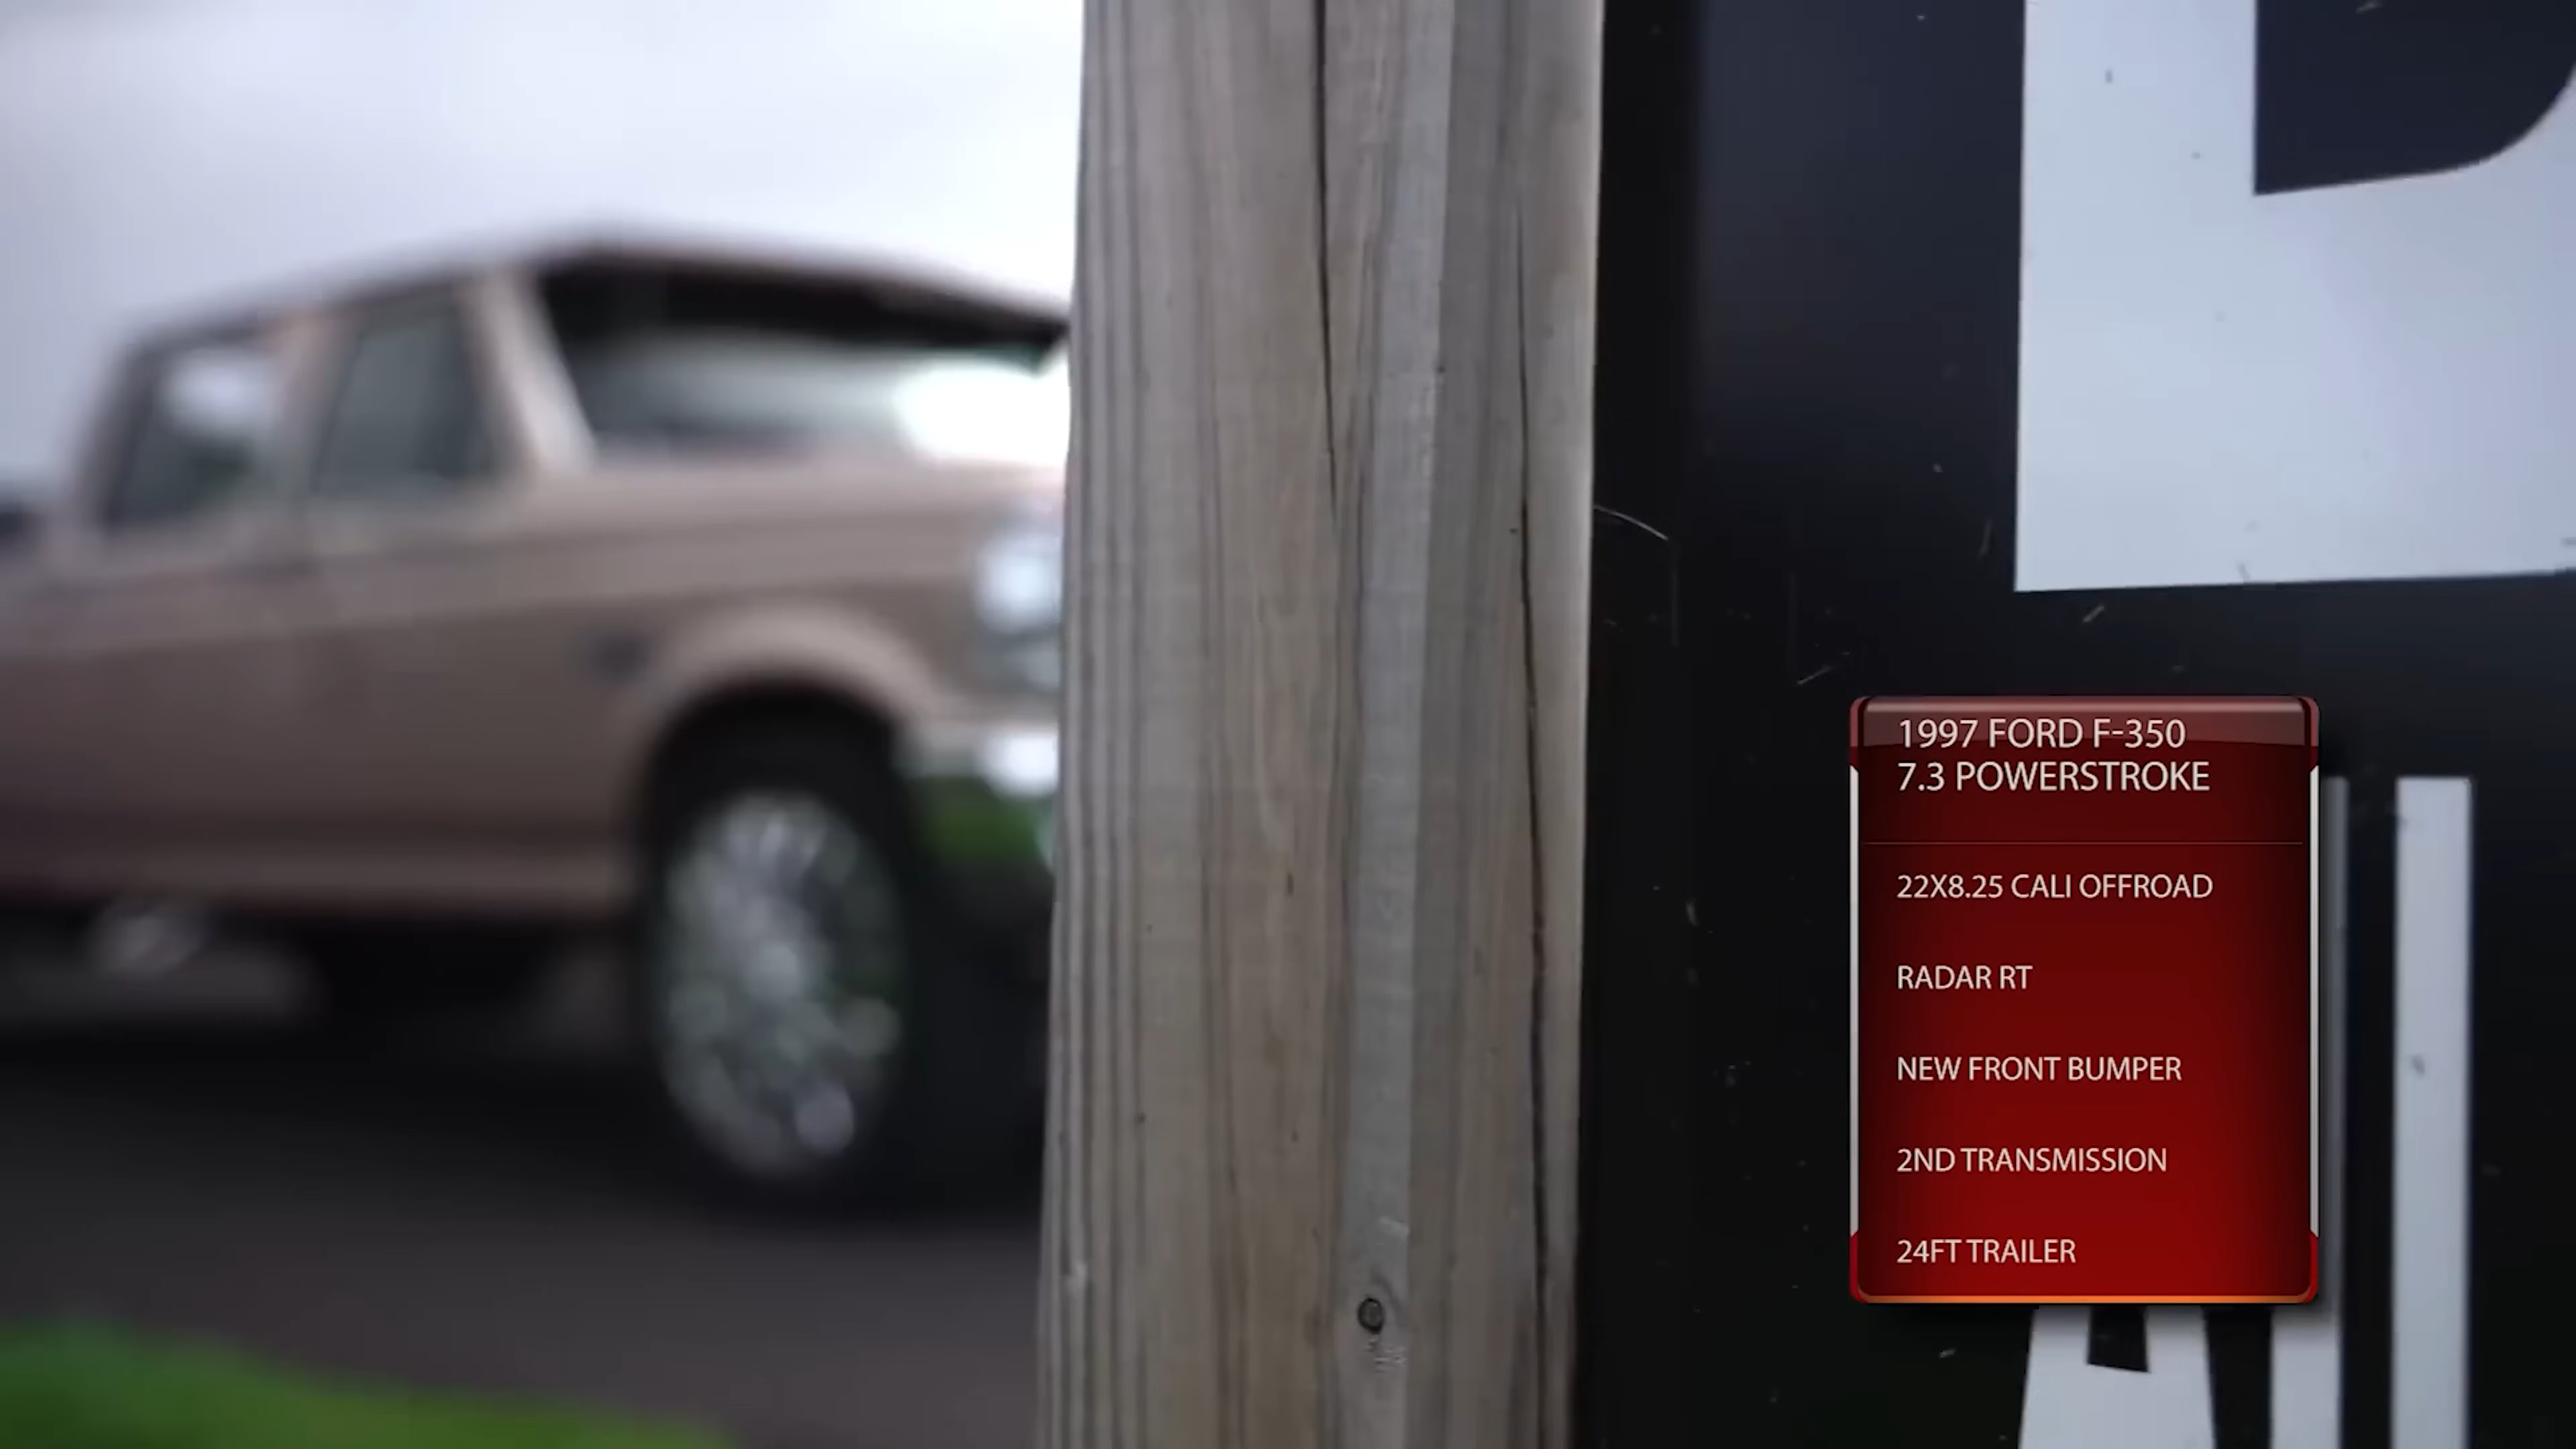 1997 FORD F-350
7.3 POWERSTROKE
22X8.25 CALI OFFROAD
RADAR RT
NEW FRONT BUMPER
2ND TRANSMISSION
24FT TRAILER